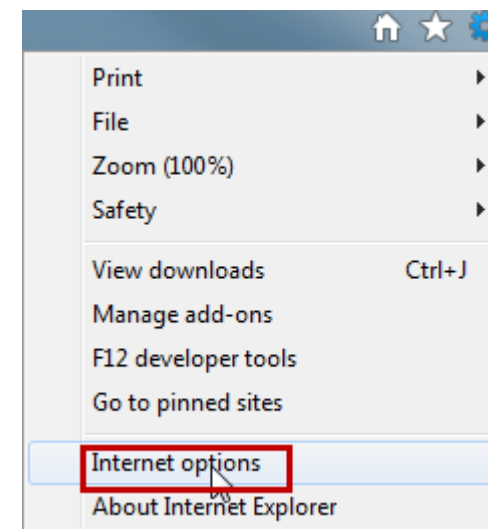 Print
File
Zoom (100%)
Safety
View downloads Ctrl+J
Manage add-ons
F12 developer tools
Go to pinned sites
Internet options
About Internet Explorer